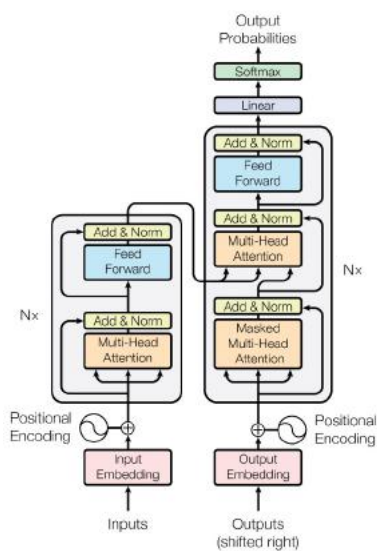 Output
Probabilities
Softmax
Linear
Add & Norm
Feed
Forward
Add & Norm
Multi-Head
Attention
Nx
Add & Norm
Masked
Multi-Head
Attention
Positional
Encoding
Output
Embedding
Outputs
(shifted right)
Add & Norm
Feed
Forward
Nx
Add & Norm
Multi-Head
Attention
Positional
Encoding
Input
Embedding
Inputs